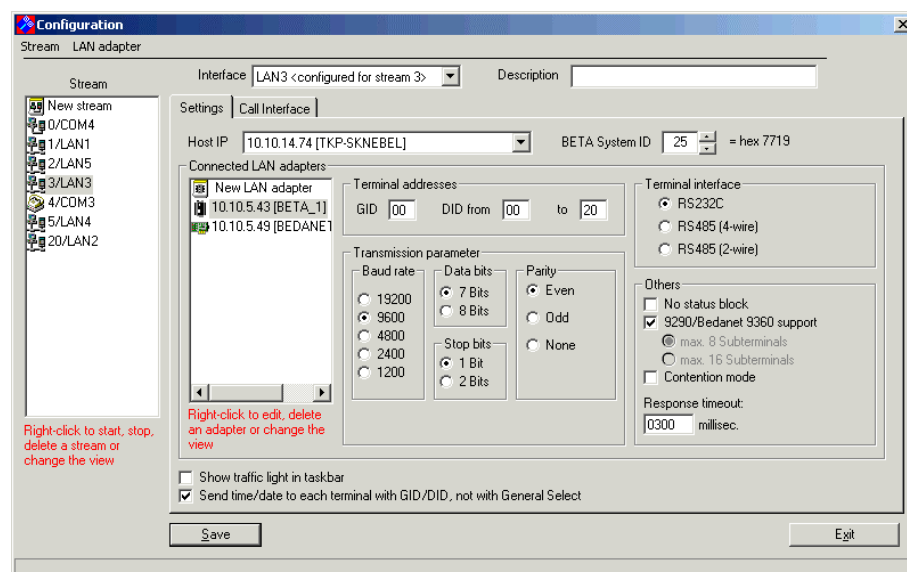 Configuration
Stream LAN adapter
Stream
New stream
0/COM4
1/LAN1
2/LAN5
3/LAN3
4/COM3
5/LAN4
20/LAN2
Right-click to start, stop,
delete a stream or
change the view
Interface LAN3 <configured for stream 3> Description
Settings Call Interface
Host IP 10.10.14.74 [TKP-SKNEBEL] BETA System ID 25 = hex 7719
Connected LAN adapters
New LAN adapter
10.10.5.43 [BETA_1]
10.10.5.49 [BEDANET
Right-click to edit, delete
an adapter or change the
view
Terminal addresses
GID 00 DID from 00 to 20
Transmission parameter
Baud rate
19200
9600
4800
2400
1200
Data bits
7 Bits
8 Bits
Stop bits
1 Bit
2 Bits
Parity
Even
Odd
None
Terminal interface
RS232C
RS485 (4-wire)
RS485 (2-wire)
Others
No status block
9290/Bedanet 9360 support
max. 8 Subterminals
max. 16 Subterminals
Contention mode
Response timeout:
0300 millisec.
Show traffic light in taskbar
Send time/date to each terminal with GID/DID, not with General Select
Save Exit